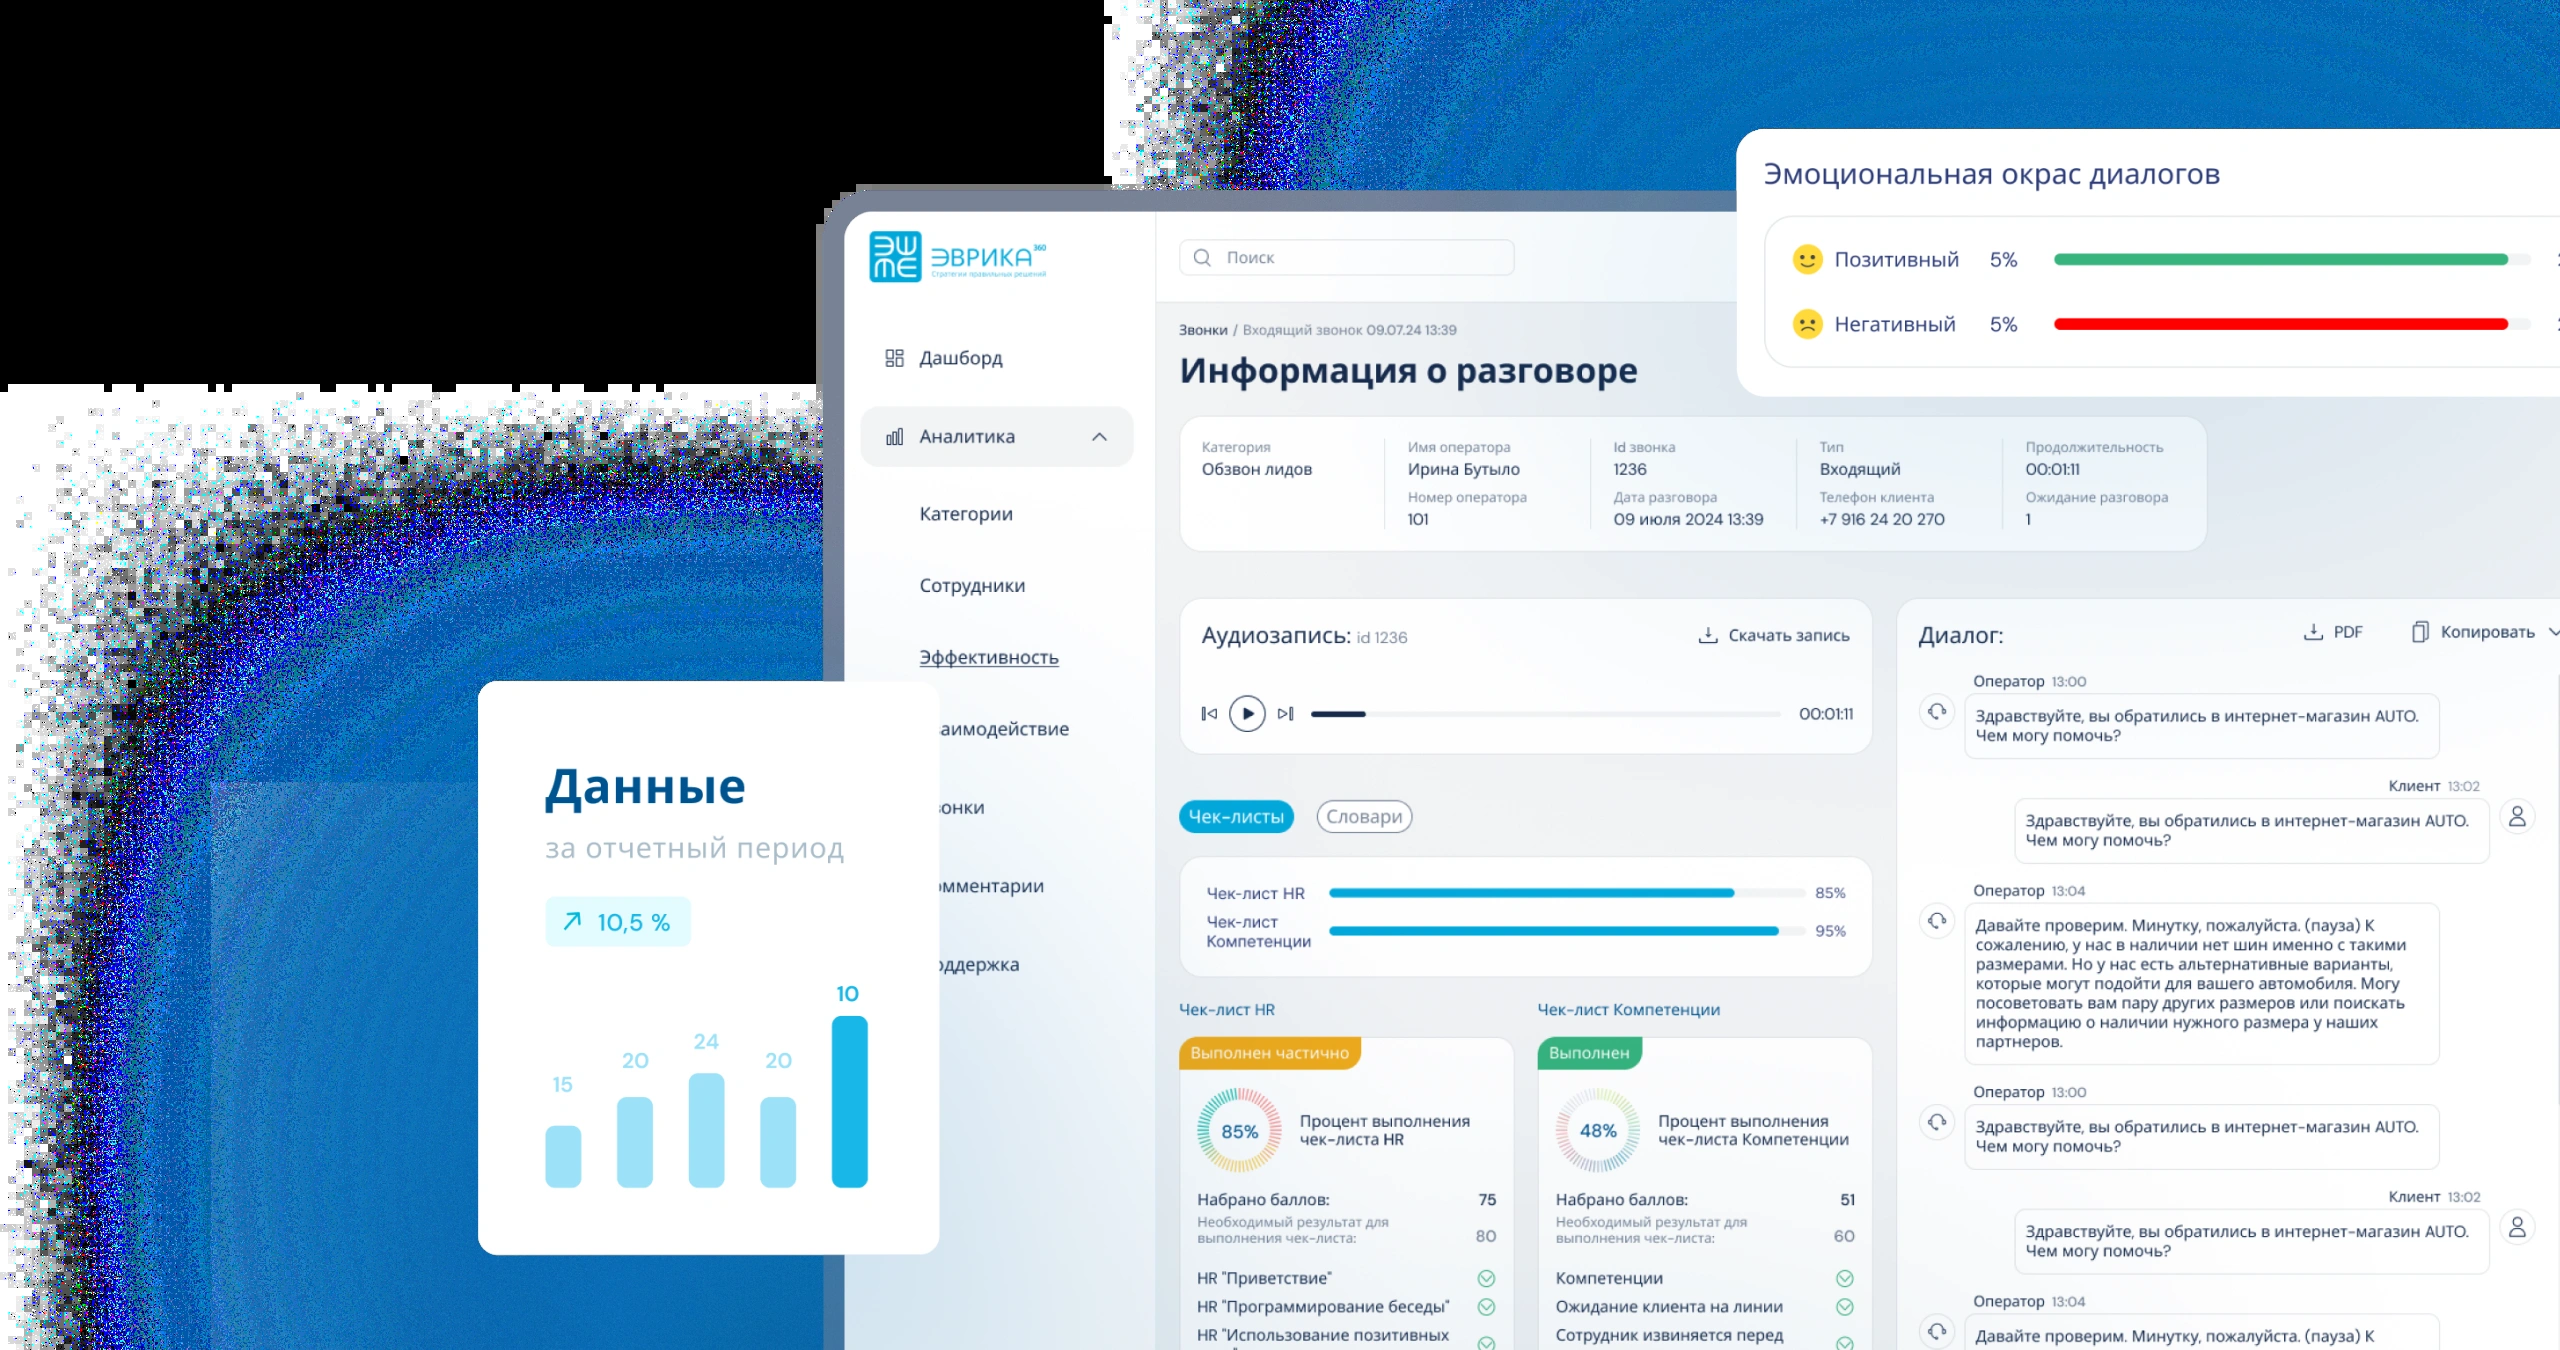 Эмоциональная окрас диалогов
Позитивный 5%
Негативный 5%
ЭШ
МЕ
ЭВРИКА 360
Стратегии правильных решений
Поиск
Дашборд
Аналитика
Категории
Сотрудники
Эффективность
аимодействие
онки
омментарии
оддержка
Звонки / Входящий звонок 09.07.24 13:39
Информация о разговоре
Категория
Обзвон лидов
Имя оператора
Ирина Бутыло
Номер оператора
101
Id звонка
1236
Дата разговора
09 июля 2024 13:39
Тип
Входящий
Телефон клиента
+7 916 24 20 270
Продолжительность
00:01:11
Ожидание разговора
1
Аудиозапись: id 1236
Скачать запись
00:01:11
Чек-листы
Словари
Чек-лист HR 85%
Чек-лист
Компетенции 95%
Чек-лист HR
Выполнен частично
85%
Процент выполнения
чек-листа HR
Набрано баллов: 75
Необходимый результат для
выполнения чек-листа: 80
HR "Приветствие"
HR "Программирование беседы"
HR "Использование позитивных
Чек-лист Компетенции
Выполнен
48%
Процент выполнения
чек-листа Компетенции
Набрано баллов: 51
Необходимый результат для
выполнения чек-листа: 60
Компетенции
Ожидание клиента на линии
Сотрудник извиняется перед
Диалог:
PDF
Копировать
Оператор 13:00
Здравствуйте, вы обратились в интернет-магазин AUTO.
Чем могу помочь?
Клиент 13:02
Здравствуйте, вы обратились в интернет-магазин AUTO.
Чем могу помочь?
Оператор 13:04
Давайте проверим. Минутку, пожалуйста. (пауза) К
сожалению, у нас в наличии нет шин именно с такими
размерами. Но у нас есть альтернативные варианты,
которые могут подойти для вашего автомобиля. Могу
посоветовать вам пару других размеров или поискать
информацию о наличии нужного размера у наших
партнеров.
Оператор 13:00
Здравствуйте, вы обратились в интернет-магазин AUTO.
Чем могу помочь?
Клиент 13:02
Здравствуйте, вы обратились в интернет-магазин AUTO.
Чем могу помочь?
Оператор 13:04
Давайте проверим. Минутку, пожалуйста. (пауза) К
Данные
за отчетный период
10,5 %
15
20
24
20
10